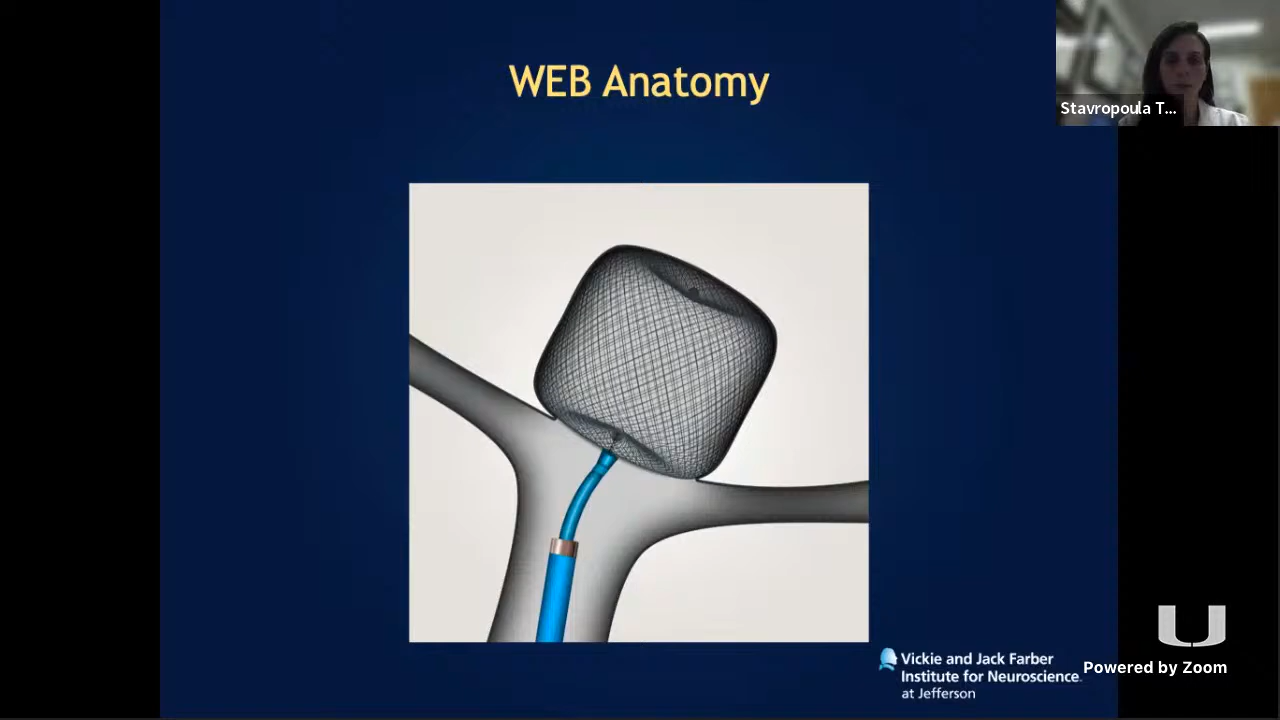 WEB Anatomy
Stavropoula T...
Vickie and Jack Farber
Institute for Neuroscience
at Jefferson
U
Powered by Zoom